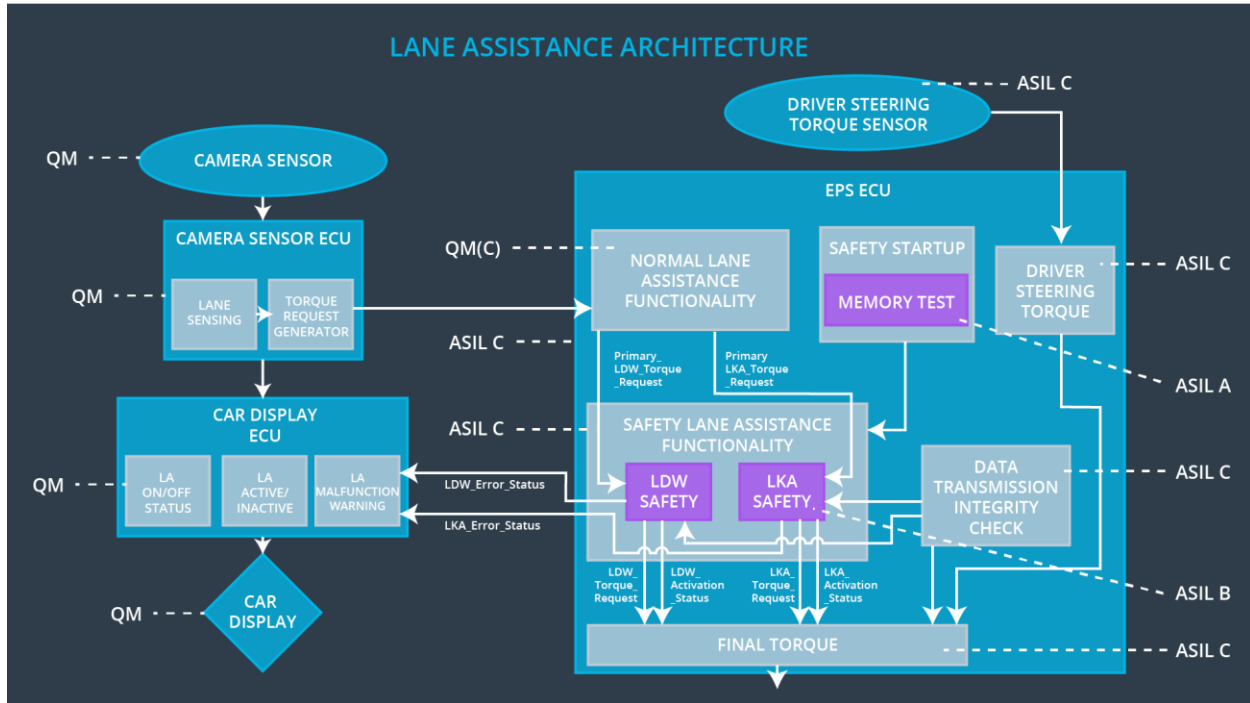 LANE ASSISTANCE ARCHITECTURE
ASIL C
DRIVER STEERING
TORQUE SENSOR
QM
CAMERA SENSOR
EPS ECU
CAMERA SENSOR ECU
QM(C)
NORMAL LANE
ASSISTANCE
FUNCTIONALITY
SAFETY STARTUP
MEMORY TEST
DRIVER
STEERING
TORQUE
ASIL C
QM
LANE
SENSING
TORQUE
REQUEST
GENERATOR
ASIL C
Primary_
LDW_Torque
_Request
Primary
LKA_Torque
_Request
ASIL A
CAR DISPLAY
ECU
ASIL C
SAFETY LANE ASSISTANCE
FUNCTIONALITY
QM
LA
ON/OFF
STATUS
LA
ACTIVE/
INACTIVE
LA
MALFUNCTION
WARNING
LDW_Error_Status
LKA_Error_Status
LDW
SAFETY
LKA
SAFETY
DATA
TRANSMISSION
INTEGRITY
CHECK
ASIL C
LDW_
Torque_
Request
LDW_
Activation
_Status
LKA_
Torque_
Request
LKA_
Activation
_Status
ASIL B
QM
CAR
DISPLAY
FINAL TORQUE
ASIL C